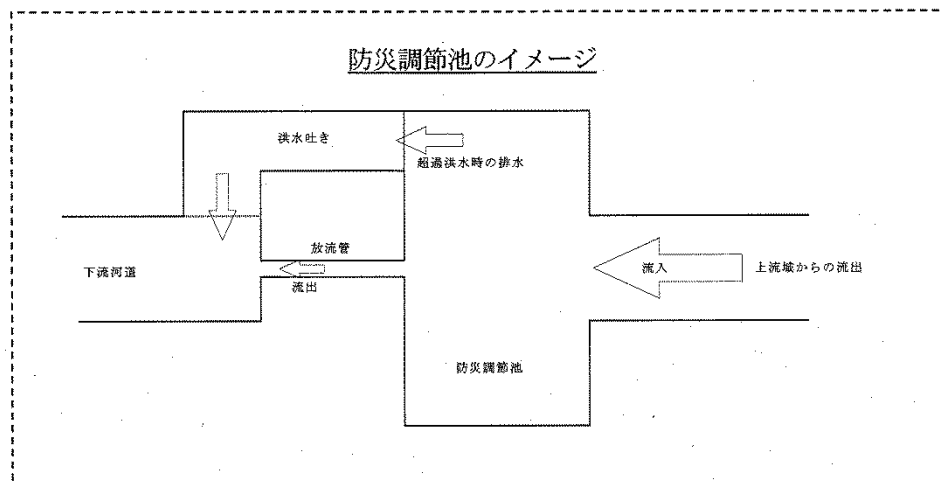 防災調節池のイメージ
洪水吐き
超過洪水時の排水
放流管
下流河道
流出
流入
上流域からの流出
防災調節池